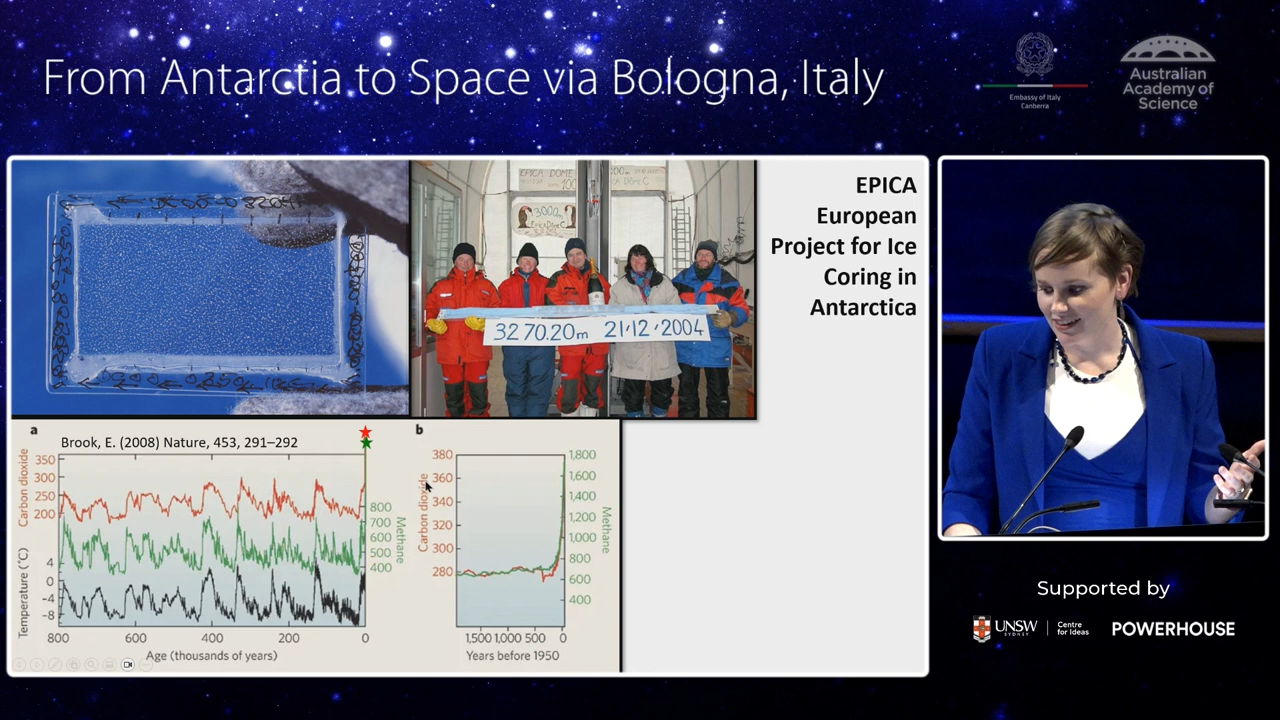 From Antarctia to Space via Bologna, Italy
Embassy of Italy
Canberra
Australian
Academy of
Science
EPICA DOME
3000m
Epica Dome C
3270.20m 21·12·2004
EPICA
European
Project for Ice
Coring in
Antarctica
a
Brook, E. (2008) Nature, 453, 291–292
Carbon dioxide
350
300
250
200
800
700
600
500
400
Methane
Temperature (°C)
4
0
-4
-8
800 600 400 200 0
Age (thousands of years)
b
Carbon dioxide
380
360
340
320
300
280
1,800
1,600
1,400
1,200
1,000
800
600
400
Methane
1,500 1,000 500 0
Years before 1950
Supported by
UNSW
SYDNEY
Centre
for Ideas
POWERHOUSE